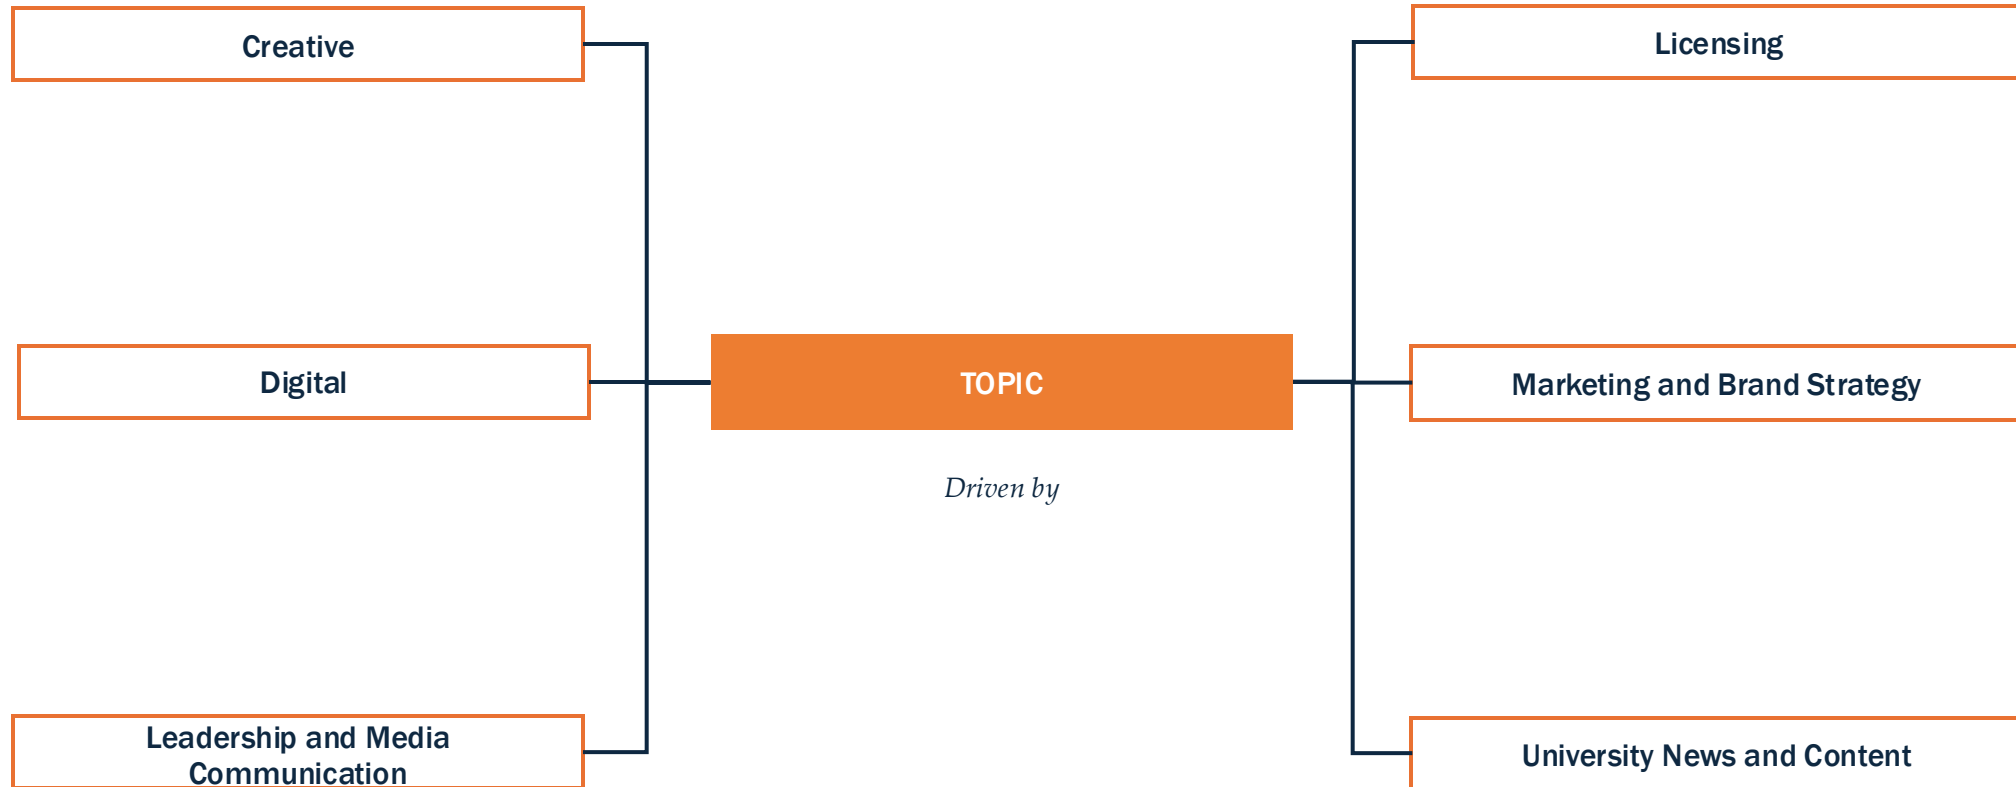 Creative
Licensing
Digital
TOPIC
Marketing and Brand Strategy
Driven by
Leadership and Media
Communication
University News and Content